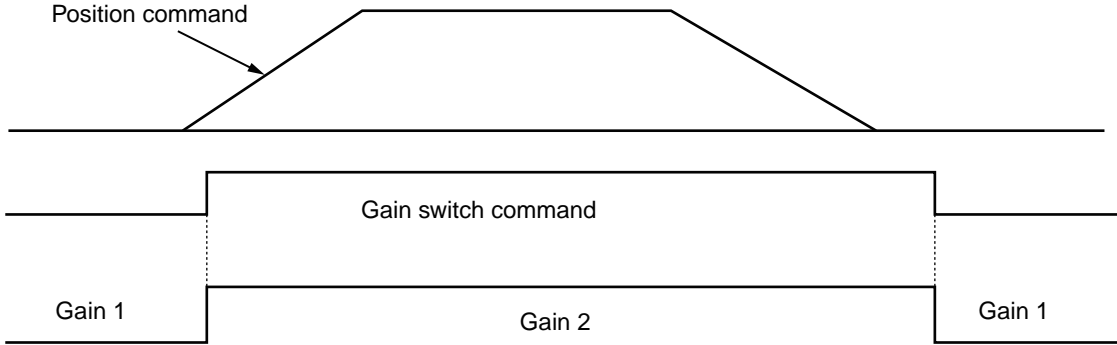 Position command
Gain switch command
Gain 1
Gain 2
Gain 1